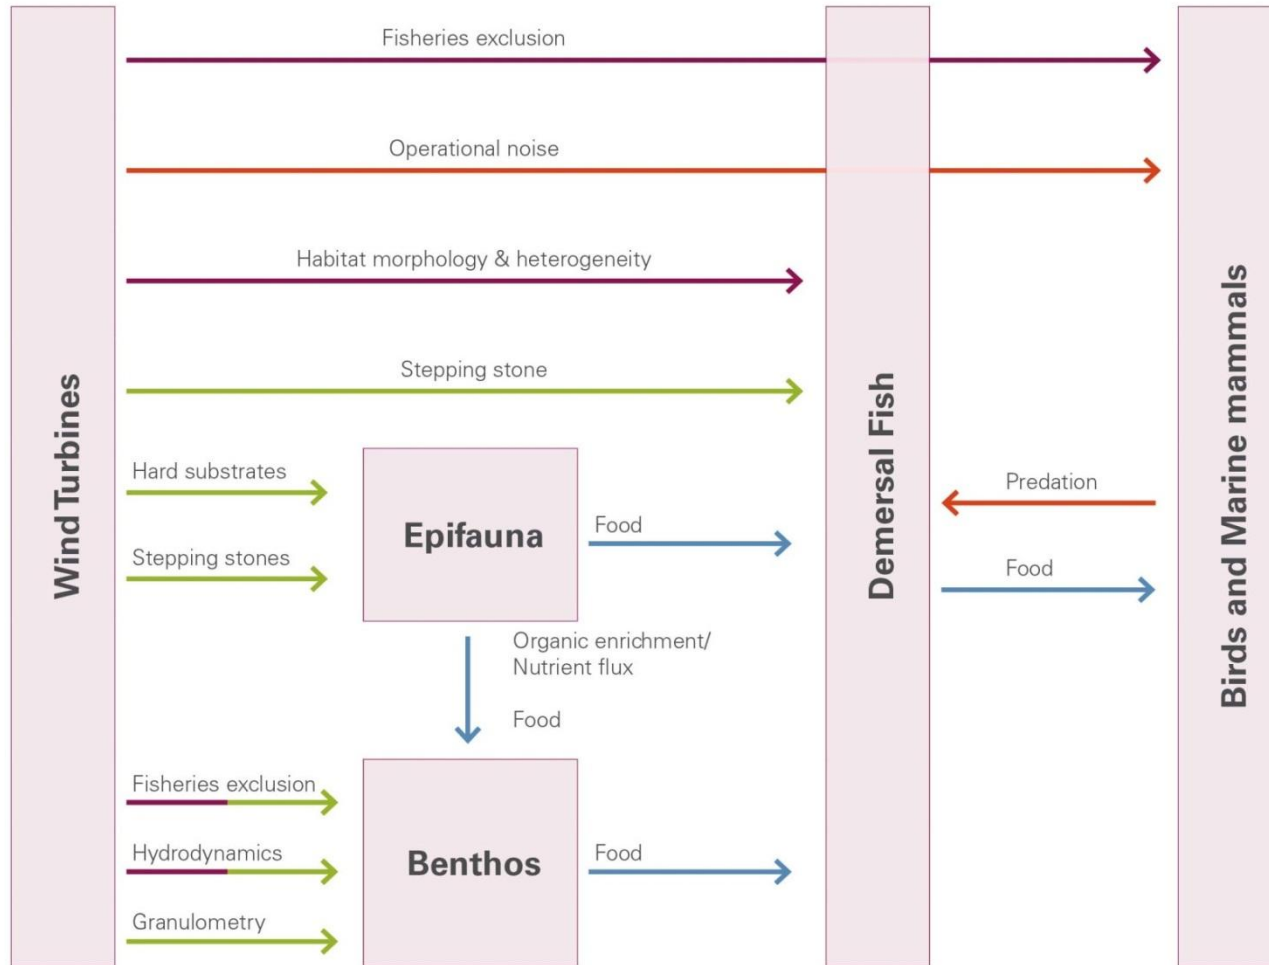 Fisheries exclusion
Operational noise
Habitat morphology & heterogeneity
Stepping stone
Wind Turbines
Hard substrates
Stepping stones
Epifauna
Food
Organic enrichment/
Nutrient flux
Food
Fisheries exclusion
Hydrodynamics
Granulometry
Benthos
Food
Demersal Fish
Predation
Food
Birds and Marine mammals